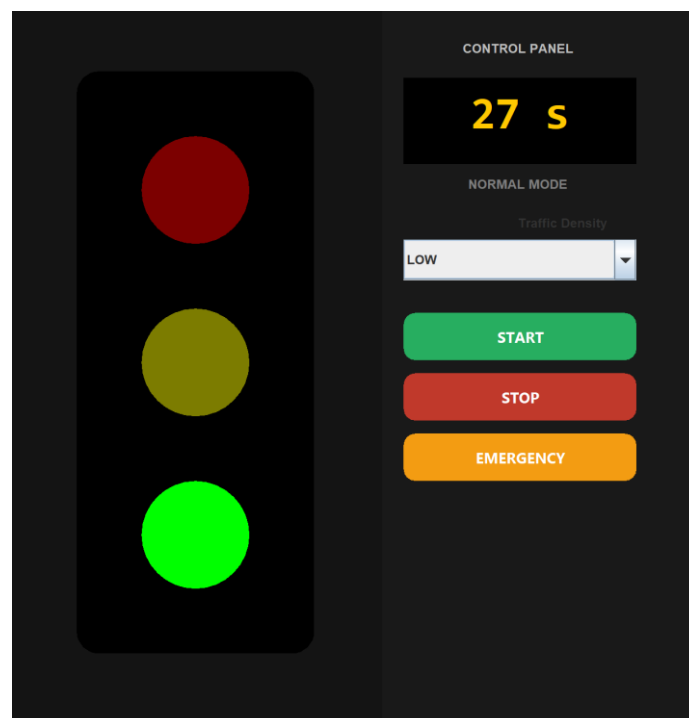 CONTROL PANEL
27 s
NORMAL MODE
Traffic Density
LOW
START
STOP
EMERGENCY